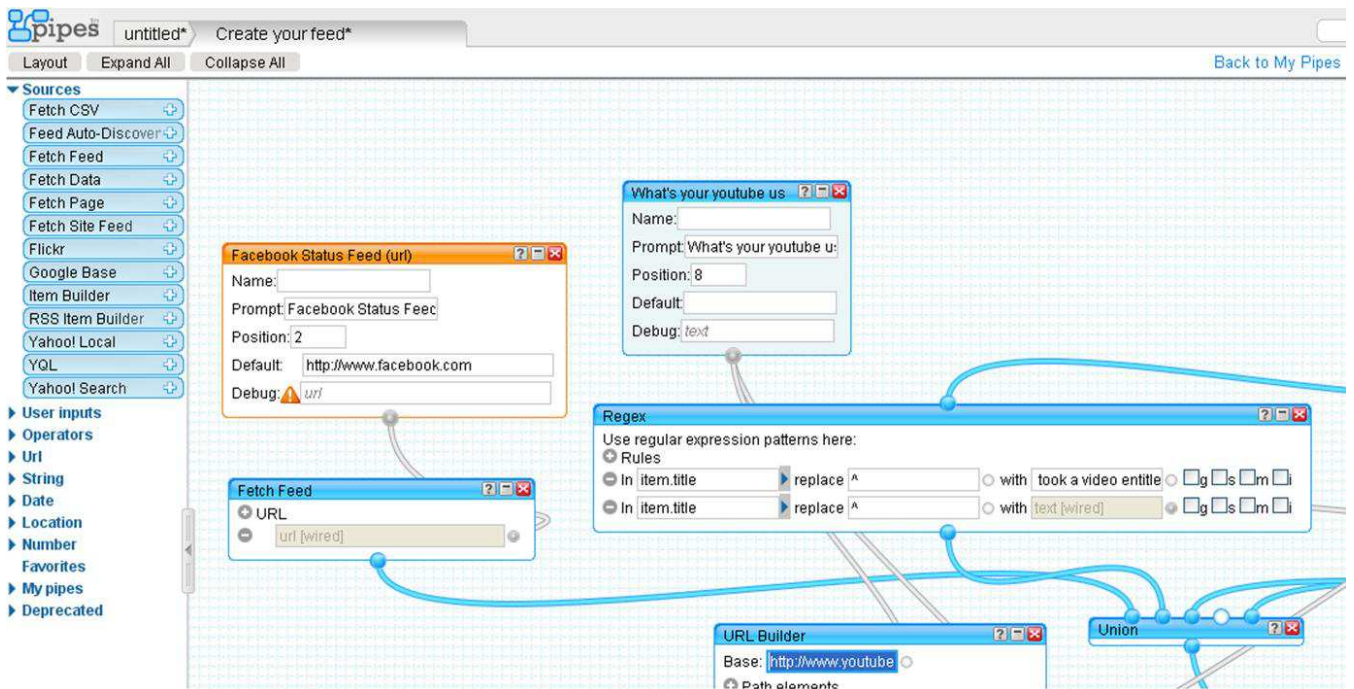 pipes
untitled* Create your feed*
Layout Expand All Collapse All Back to My Pipes
Sources
Fetch CSV
Feed Auto-Discover
Fetch Feed
Fetch Data
Fetch Page
Fetch Site Feed
Flickr
Google Base
Item Builder
RSS Item Builder
Yahoo! Local
YQL
Yahoo! Search
User inputs
Operators
Url
String
Date
Location
Number
Favorites
My pipes
Deprecated
Facebook Status Feed (url)
Name:
Prompt: Facebook Status Feed
Position: 2
Default: http://www.facebook.com
Debug: url
Fetch Feed
URL
url [wired]
What's your youtube us
Name:
Prompt: What's your youtube u
Position: 8
Default:
Debug: text
Regex
Use regular expression patterns here:
Rules
In item.title replace ^ with took a video entitle g s m i
In item.title replace ^ with text [wired] g s m i
URL Builder
Base: http://www.youtube
Path elements
Union